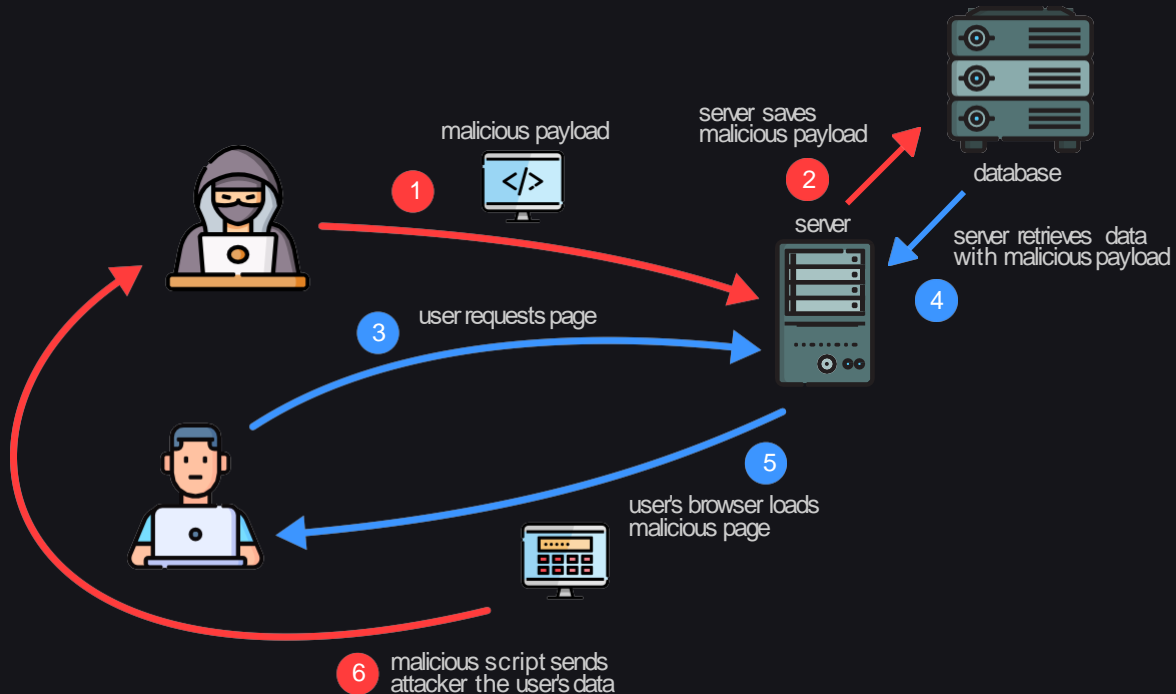 malicious payload
</>
1
server saves
malicious payload
2
database
server
server retrieves data
with malicious payload
4
3
user requests page
5
user's browser loads
malicious page
6
malicious script sends
attacker the user's data